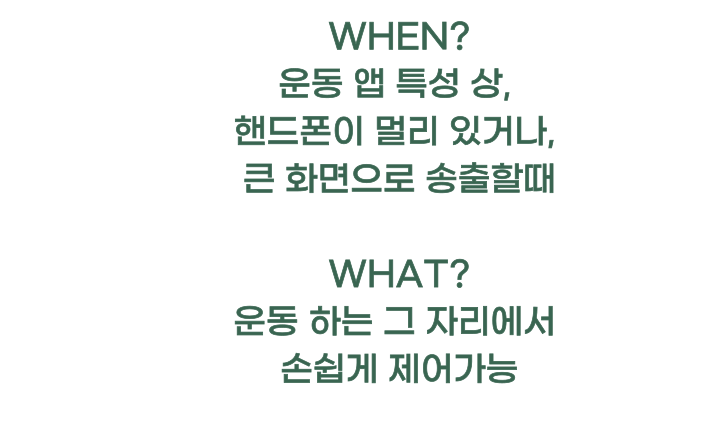 WHEN?
운동 앱 특성 상,
핸드폰이 멀리 있거나,
큰 화면으로 송출할때
WHAT?
운동 하는 그 자리에서
손쉽게 제어가능